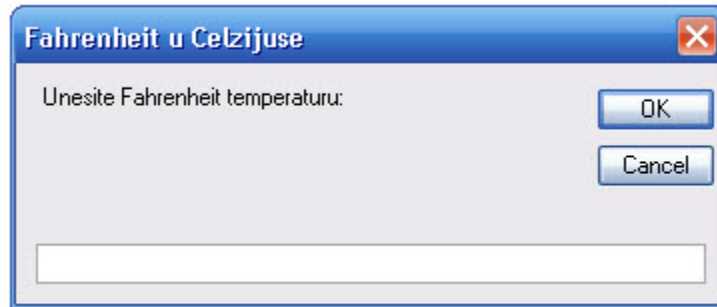 Fahrenheit u Celzijuse
Unesite Fahrenheit temperaturu:
OK
Cancel